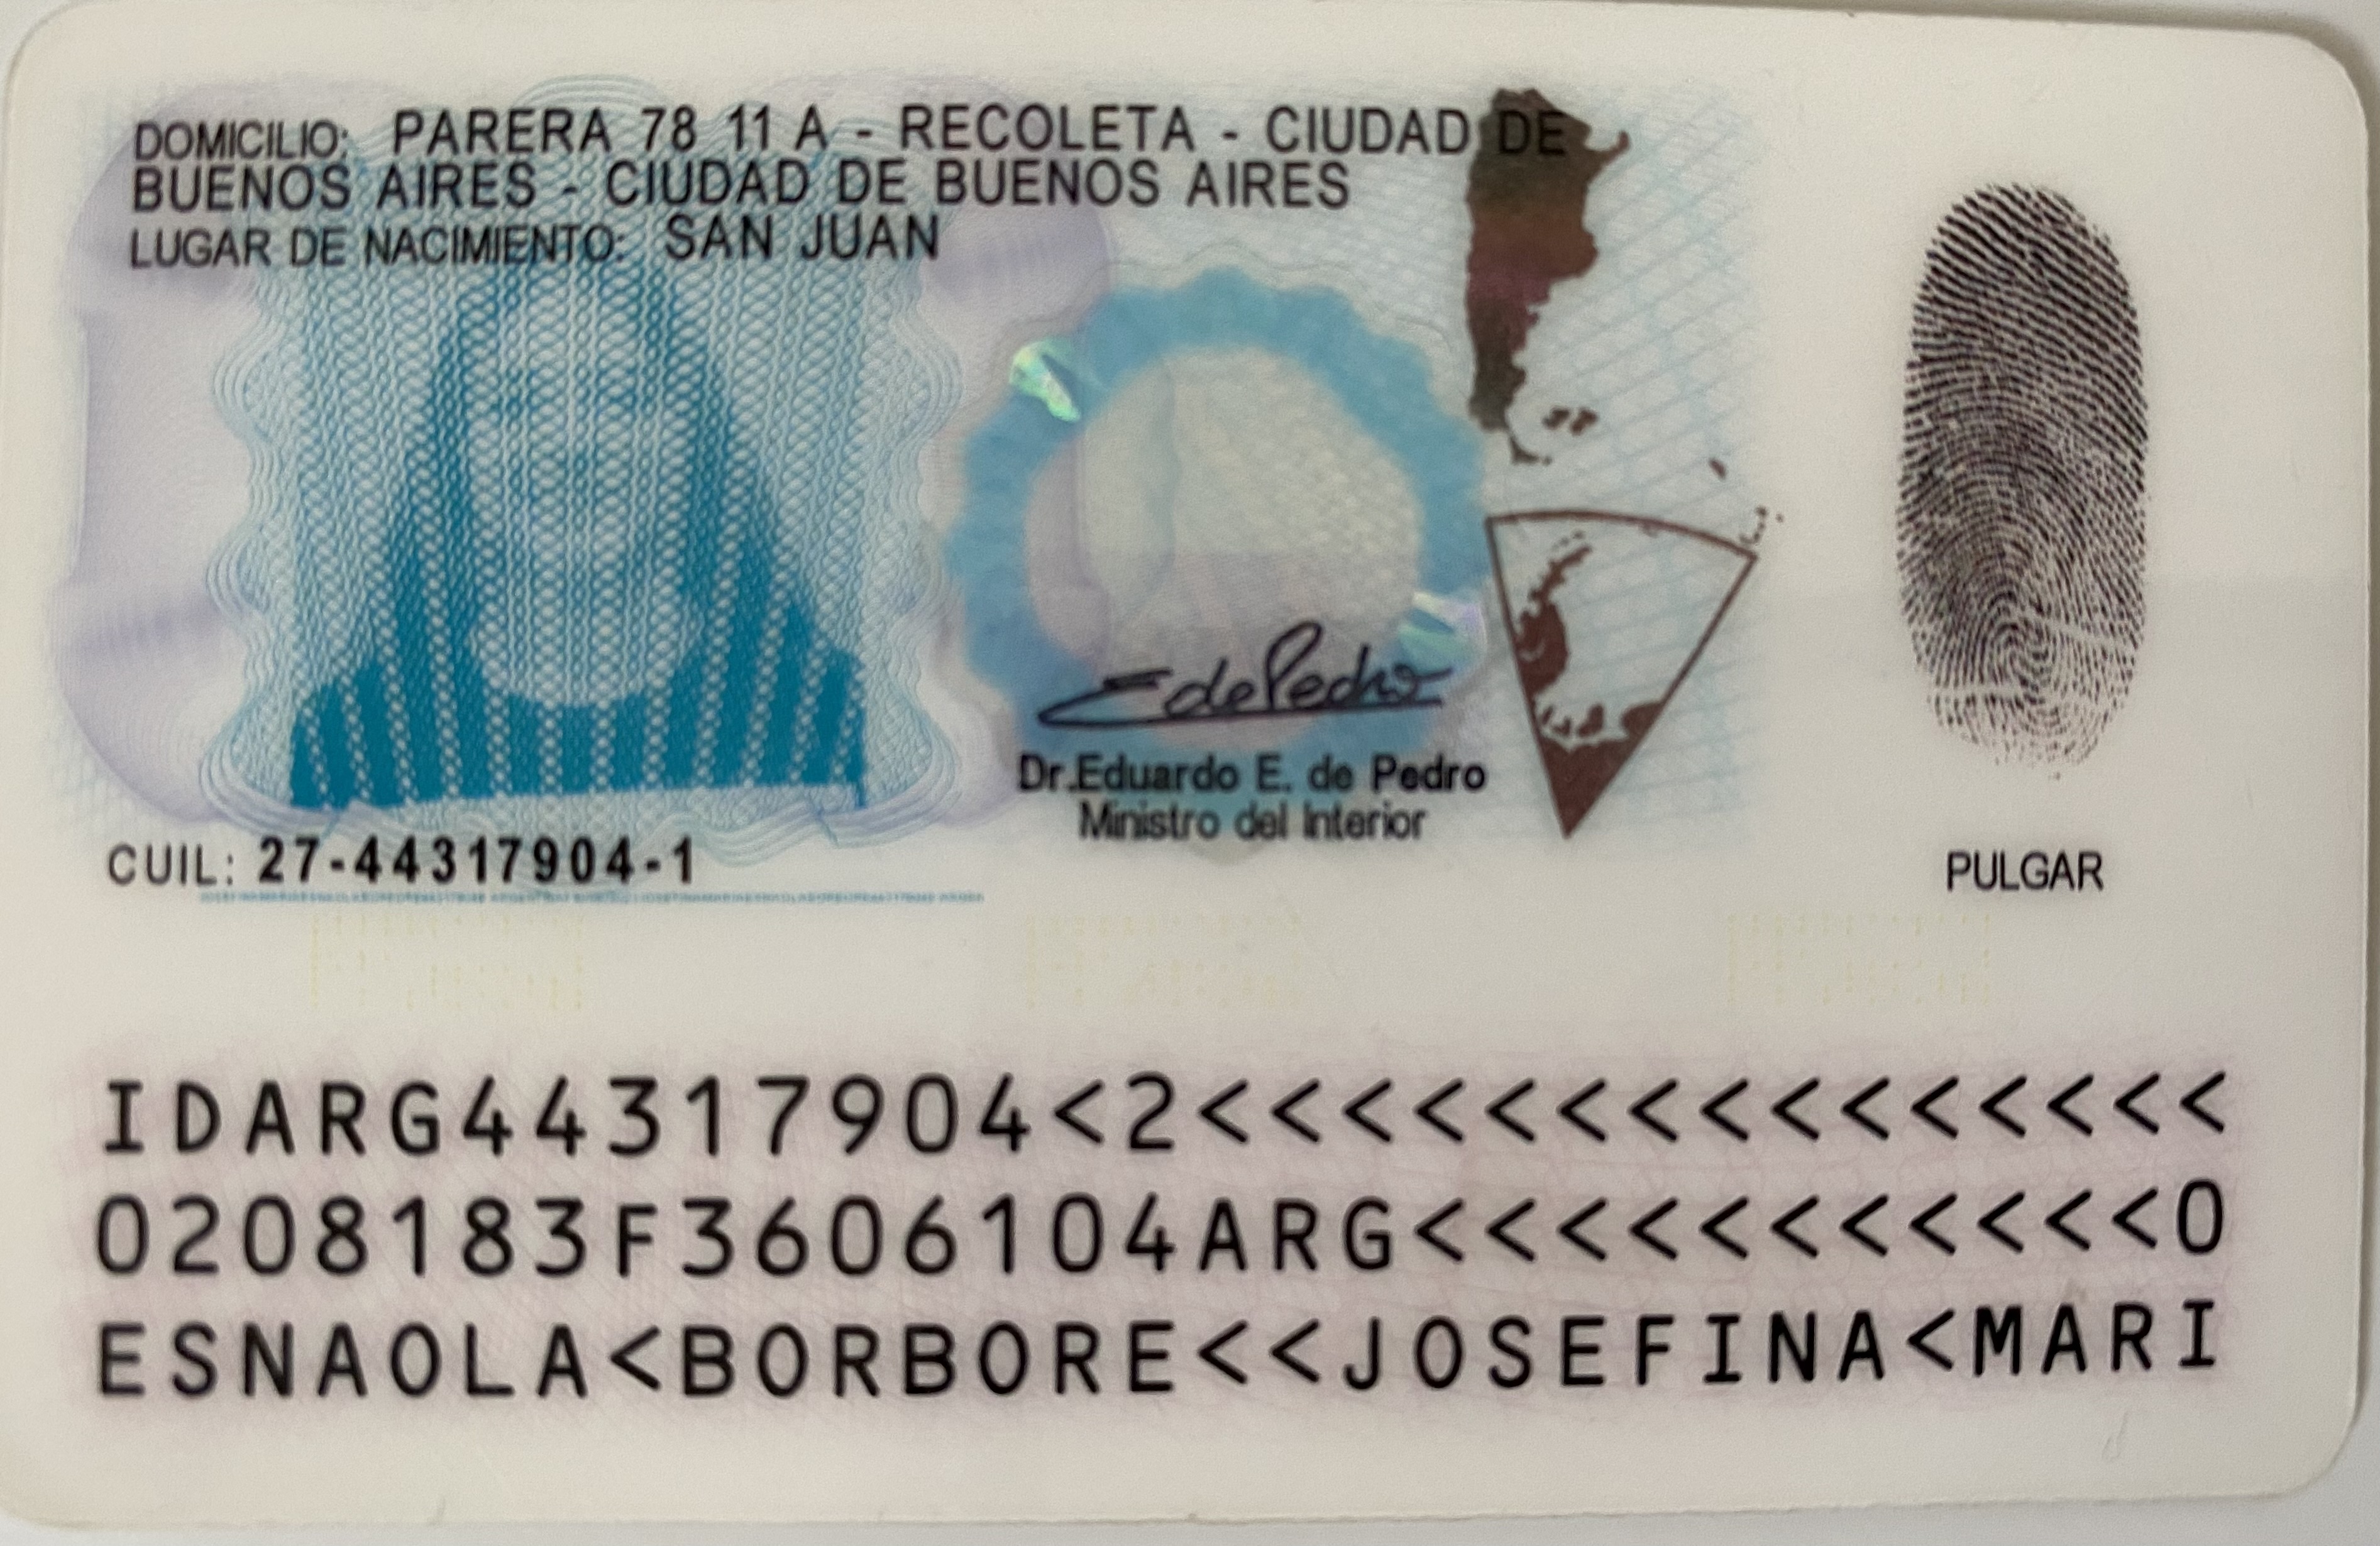 DOMICILIO: PARERA 78 11 A - RECOLETA - CIUDAD DE
BUENOS AIRES - CIUDAD DE BUENOS AIRES
LUGAR DE NACIMIENTO: SAN JUAN
EdePedro
Dr.Eduardo E. de Pedro
Ministro del Interior
CUIL: 27-44317904-1
PULGAR
IDARG44317904<2<<<<<<<<<<<<<<<
0208183F3606104ARG<<<<<<<<<<<0
ESNAOLA<BORBORE<<JOSEFINA<MARI